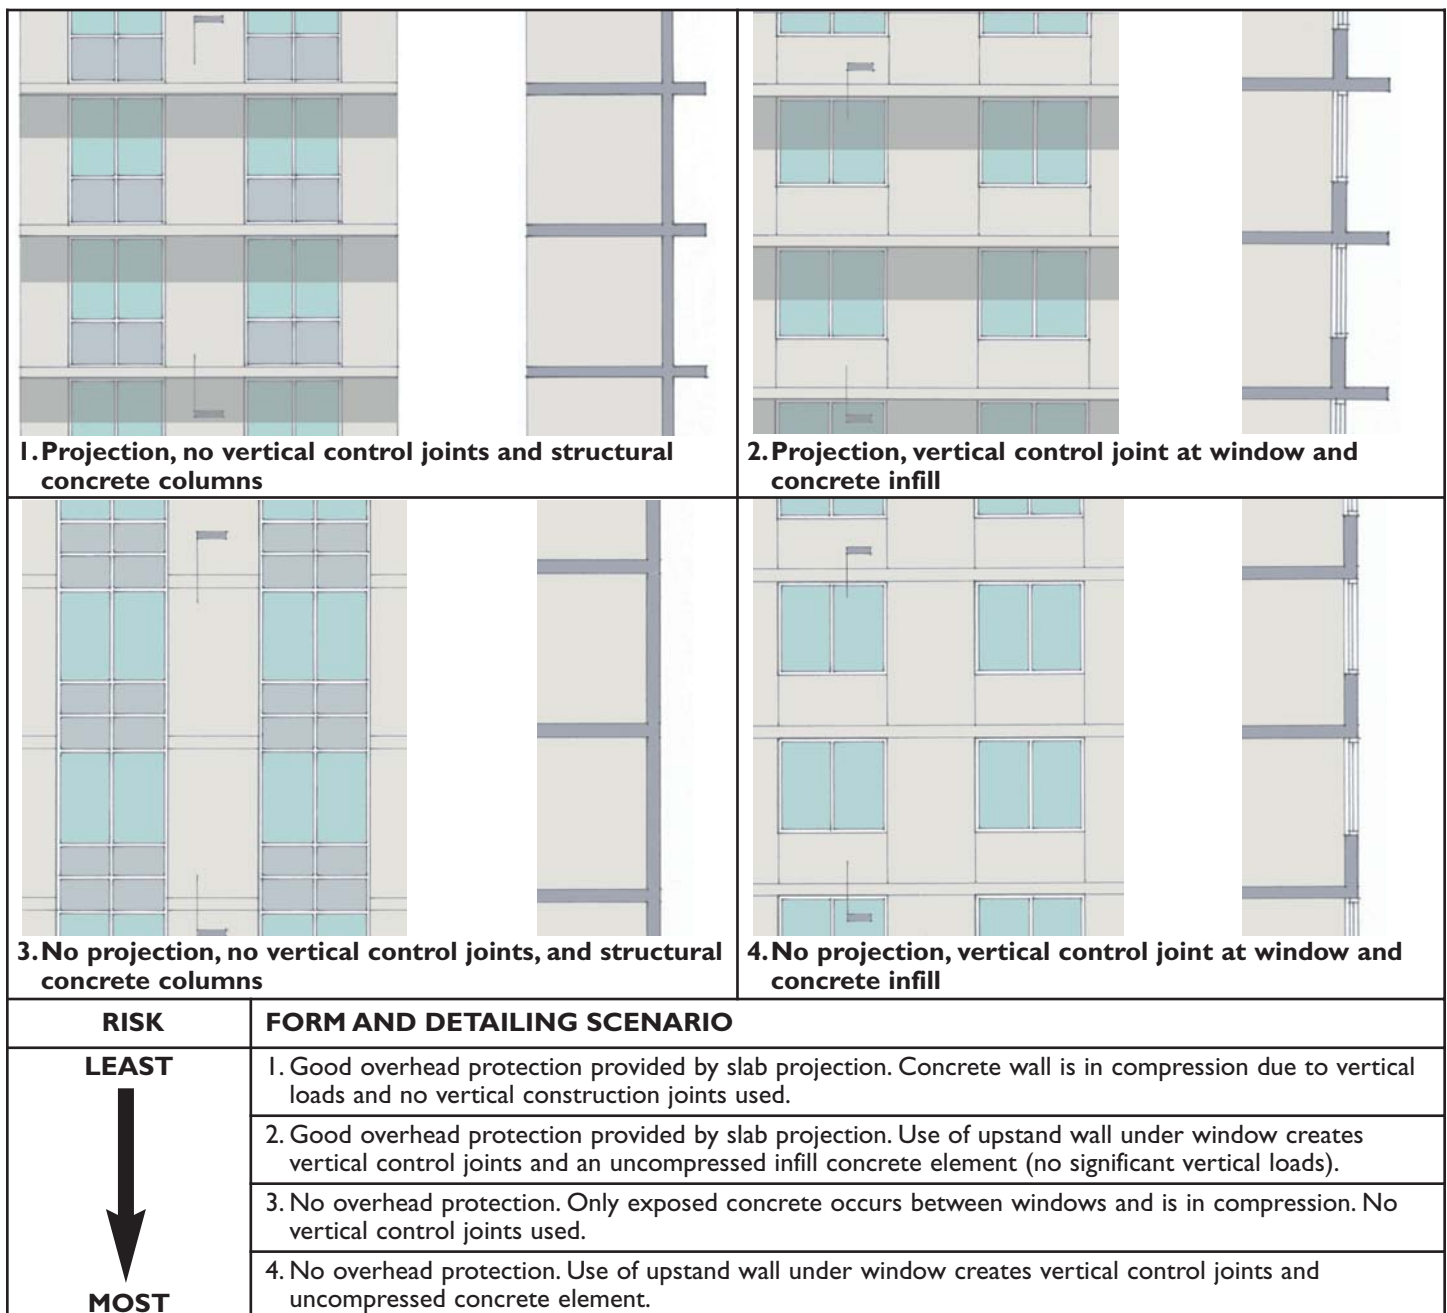 1. Projection, no vertical control joints and structural
concrete columns
2. Projection, vertical control joint at window and
concrete infill
3. No projection, no vertical control joints, and structural
concrete columns
4. No projection, vertical control joint at window and
concrete infill
RISK
FORM AND DETAILING SCENARIO
LEAST
1. Good overhead protection provided by slab projection. Concrete wall is in compression due to vertical
loads and no vertical construction joints used.
2. Good overhead protection provided by slab projection. Use of upstand wall under window creates
vertical control joints and an uncompressed infill concrete element (no significant vertical loads).
3. No overhead protection. Only exposed concrete occurs between windows and is in compression. No
vertical control joints used.
4. No overhead protection. Use of upstand wall under window creates vertical control joints and
uncompressed concrete element.
MOST